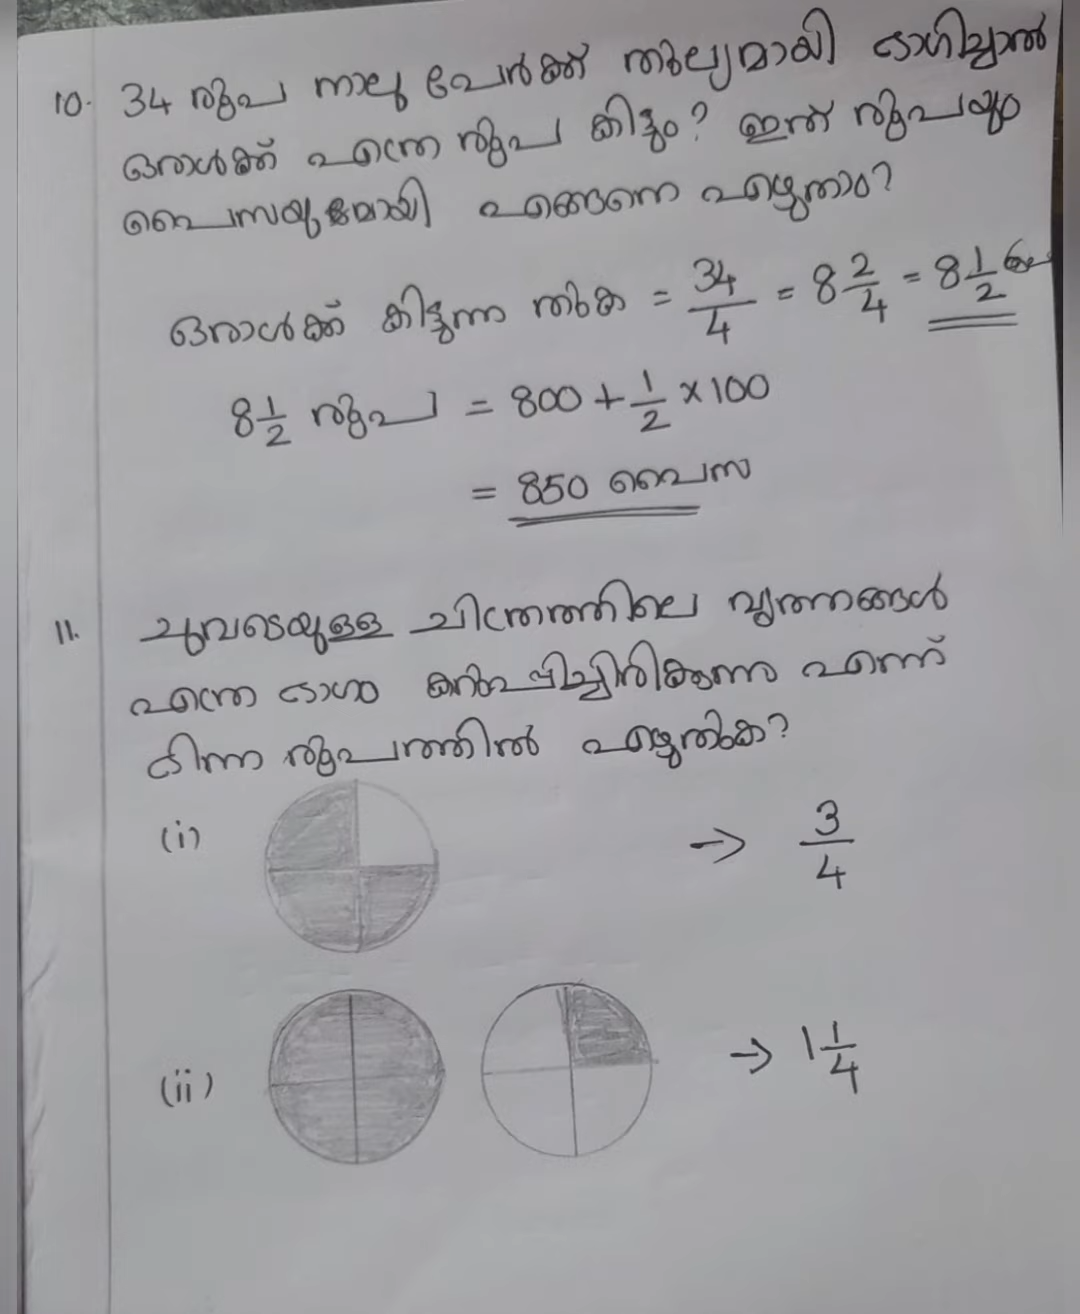 10. 34 രൂപ നാലു പേർക്ക് തുല്യമായി ഭാഗിച്ചാൽ
ഒരാൾക്ക് എത്ര രൂപ കിട്ടും? ഇത് രൂപയും
പൈസയുമായി എങ്ങനെ എഴുതാം?
ഒരാൾക്ക് കിട്ടുന്ന തുക = 34/4 = 8 2/4 = 8 1/2 രൂപ
8 1/2 രൂപ = 800 + 1/2 × 100
= 850 പൈസ
11. ചുവടെയുള്ള ചിത്രത്തിലെ വൃത്തങ്ങൾ
എത്ര ഭാഗം കറുപ്പിച്ചിരിക്കുന്നു എന്ന്
ഭിന്ന രൂപത്തിൽ എഴുതുക?
(i) → 3/4
(ii) → 1 1/4